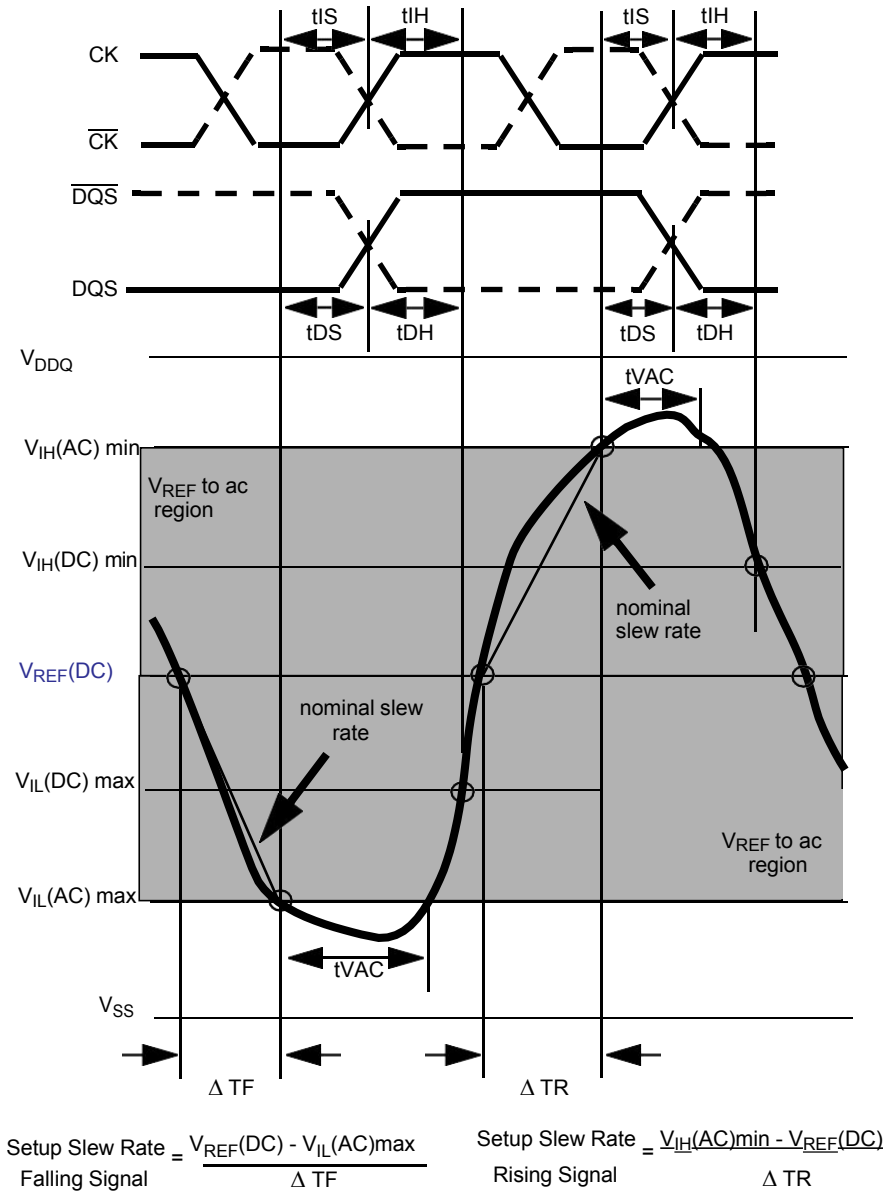 tIS tIH tIS tIH
CK
CK
DQS
DQS
tDS tDH tDS tDH
VDDQ
tVAC
VIH(AC) min
VREF to ac
region
VIH(DC) min
nominal
slew rate
VREF(DC)
nominal slew
rate
VIL(DC) max
VREF to ac
region
VIL(AC) max
tVAC
VSS
Δ TF Δ TR
Setup Slew Rate = VREF(DC) - VIL(AC)max
Falling Signal Δ TF
Setup Slew Rate = VIH(AC)min - VREF(DC)
Rising Signal Δ TR